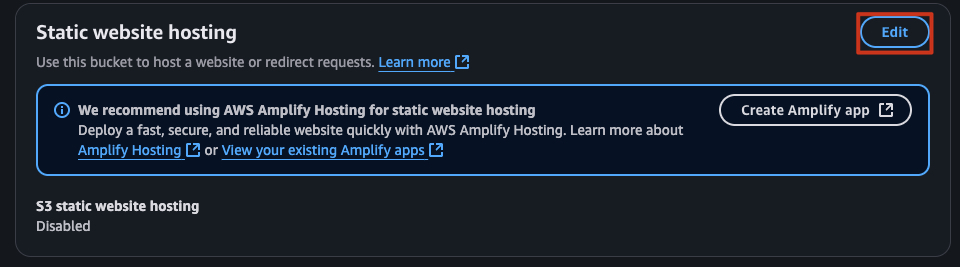 Static website hosting
Edit
Use this bucket to host a website or redirect requests. Learn more
We recommend using AWS Amplify Hosting for static website hosting
Create Amplify app
Deploy a fast, secure, and reliable website quickly with AWS Amplify Hosting. Learn more about
Amplify Hosting or View your existing Amplify apps
S3 static website hosting
Disabled